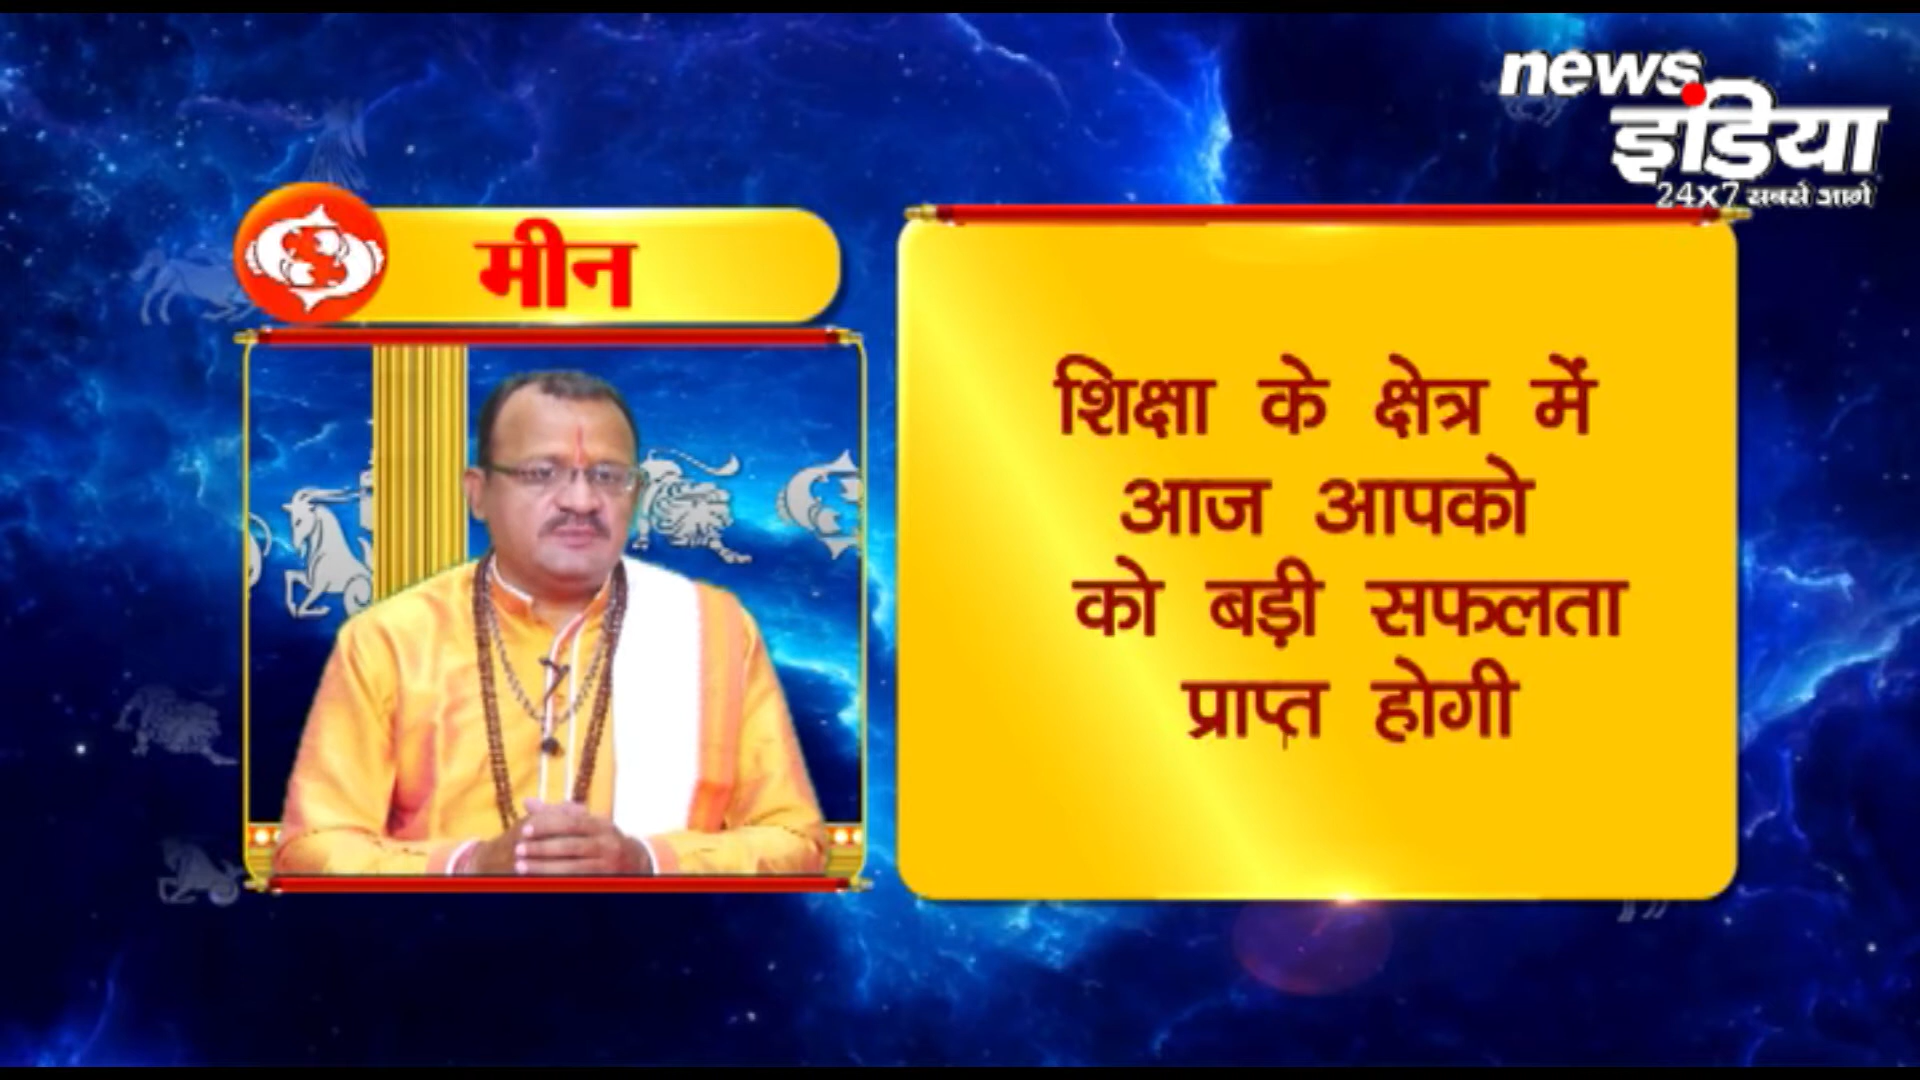 news
इंडिया
24x7 सबसे आगे
मीन
शिक्षा के क्षेत्र में
आज आपको
को बड़ी सफलता
प्राप्त होगी